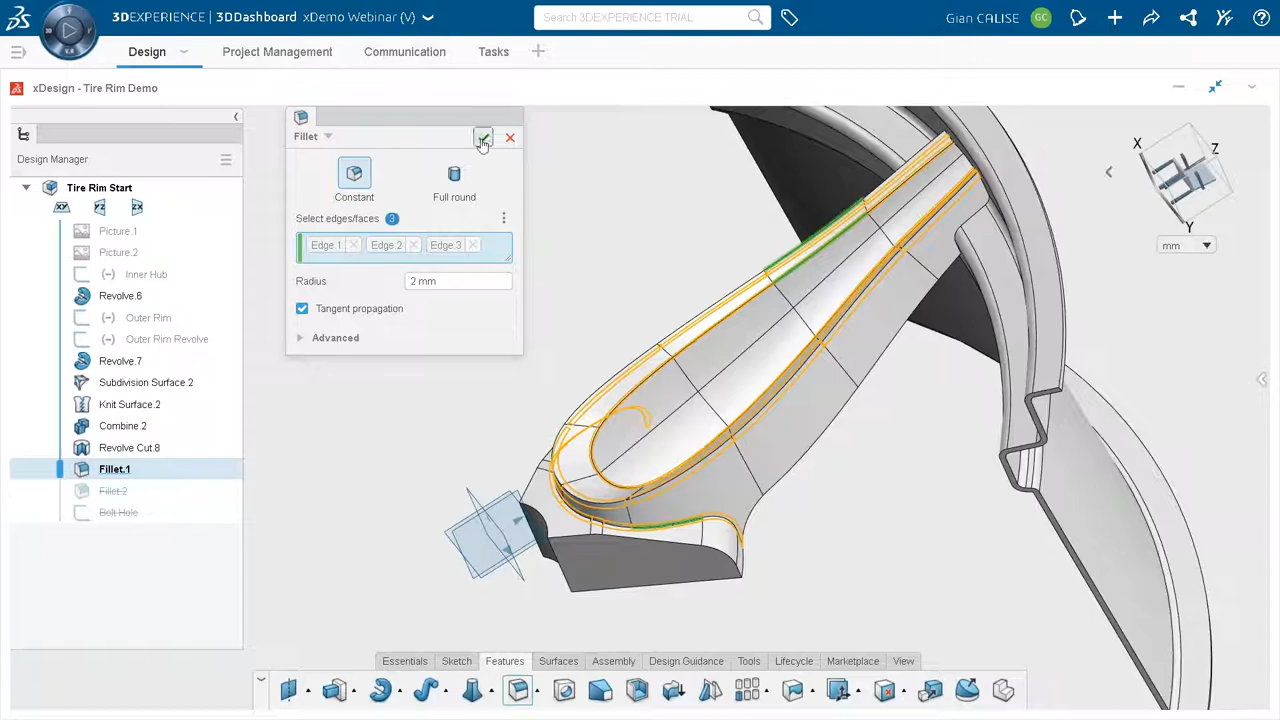 3DEXPERIENCE | 3DDashboard xDemo Webinar (V)
Search 3DEXPERIENCE TRIAL
Gian CALISE GC
3D
V.R
Design
Project Management
Communication
Tasks
xDesign - Tire Rim Demo
Design Manager
Tire Rim Start
XY YZ ZX
Picture.1
Picture.2
(-) Inner Hub
Revolve.6
(-) Outer Rim
(-) Outer Rim Revolve
Revolve.7
Subdivision Surface.2
Knit Surface.2
Combine.2
Revolve Cut.8
Fillet.1
Fillet.2
Bolt Hole
Fillet
Constant
Full round
Select edges/faces 3
Edge.1 Edge.2 Edge.3
Radius
2 mm
Tangent propagation
Advanced
X
Z
Y
mm
Essentials Sketch Features Surfaces Assembly Design Guidance Tools Lifecycle Marketplace View